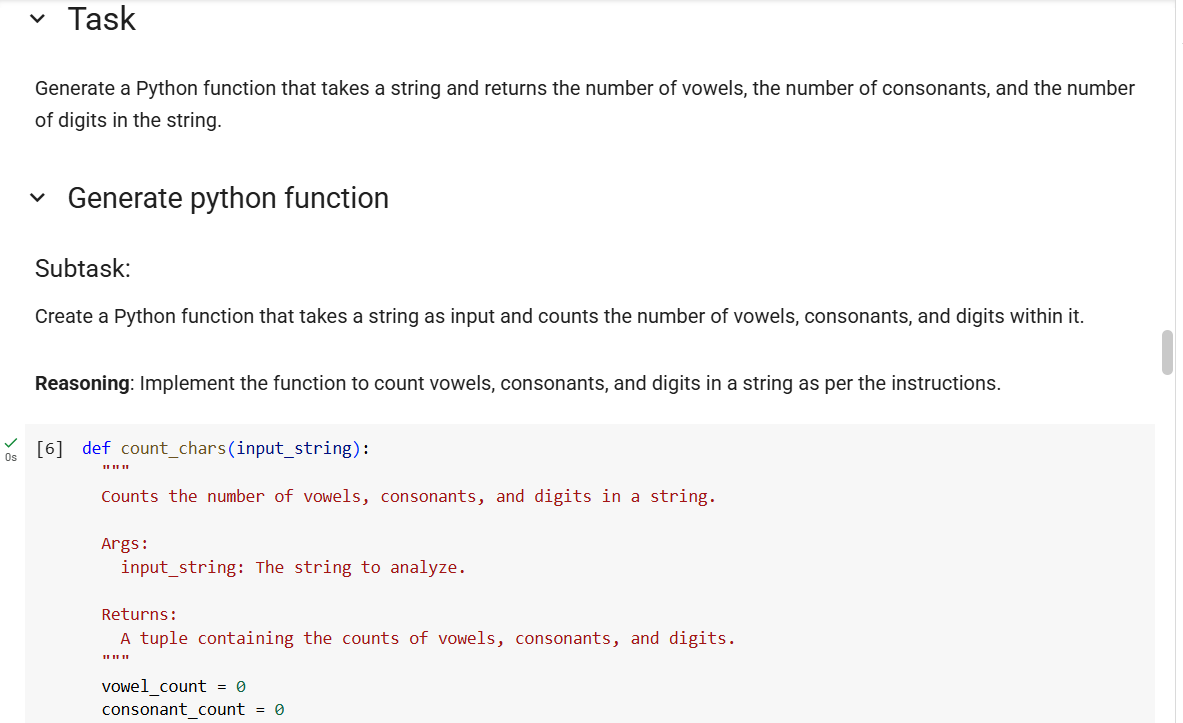 Task
Generate a Python function that takes a string and returns the number of vowels, the number of consonants, and the number
of digits in the string.
Generate python function
Subtask:
Create a Python function that takes a string as input and counts the number of vowels, consonants, and digits within it.
Reasoning: Implement the function to count vowels, consonants, and digits in a string as per the instructions.
[6] def count_chars(input_string):
0s
"""
Counts the number of vowels, consonants, and digits in a string.
Args:
input_string: The string to analyze.
Returns:
A tuple containing the counts of vowels, consonants, and digits.
"""
vowel_count = 0
consonant_count = 0